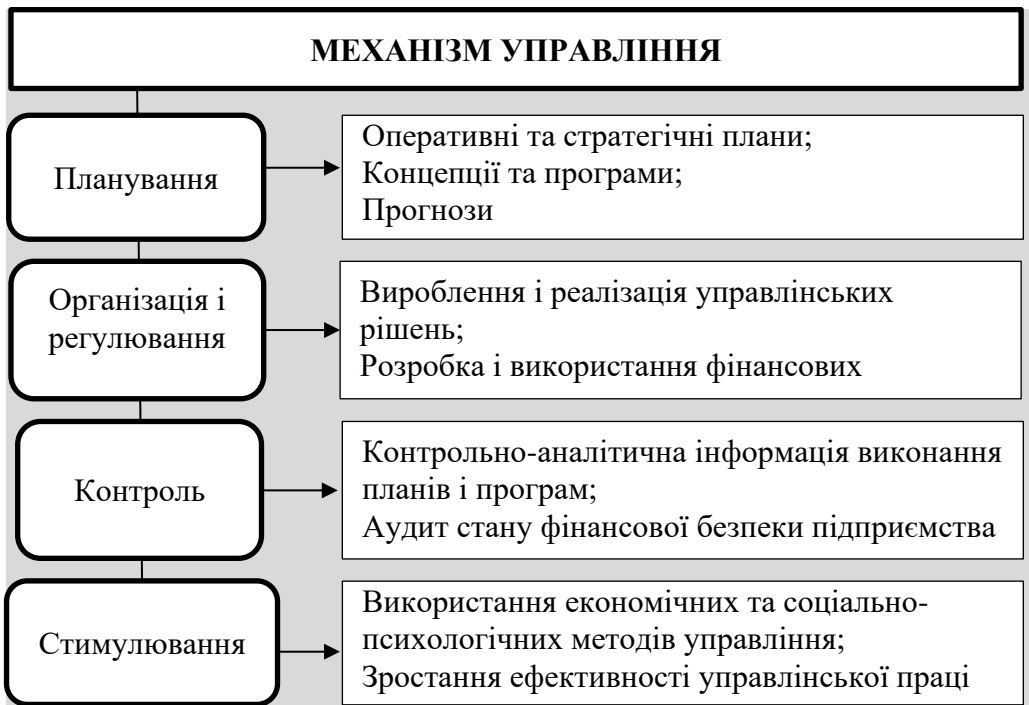 МЕХАНІЗМ УПРАВЛІННЯ
Планування
Оперативні та стратегічні плани;
Концепції та програми;
Прогнози
Організація і
регулювання
Вироблення і реалізація управлінських
рішень;
Розробка і використання фінансових
Контроль
Контрольно-аналітична інформація виконання
планів і програм;
Аудит стану фінансової безпеки підприємства
Стимулювання
Використання економічних та соціально-
психологічних методів управління;
Зростання ефективності управлінської праці